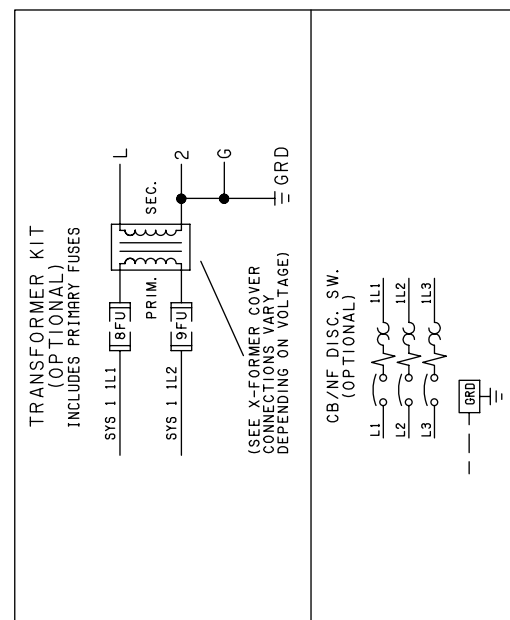 TRANSFORMER KIT
(OPTIONAL)
INCLUDES PRIMARY FUSES
SYS 1 1L1
8FU
L
SYS 1 1L2
9FU
2
PRIM.
SEC.
G
GRD
(SEE X-FORMER COVER
CONNECTIONS VARY
DEPENDING ON VOLTAGE)
CB/NF DISC. SW.
(OPTIONAL)
L1
1L1
L2
1L2
L3
1L3
GRD